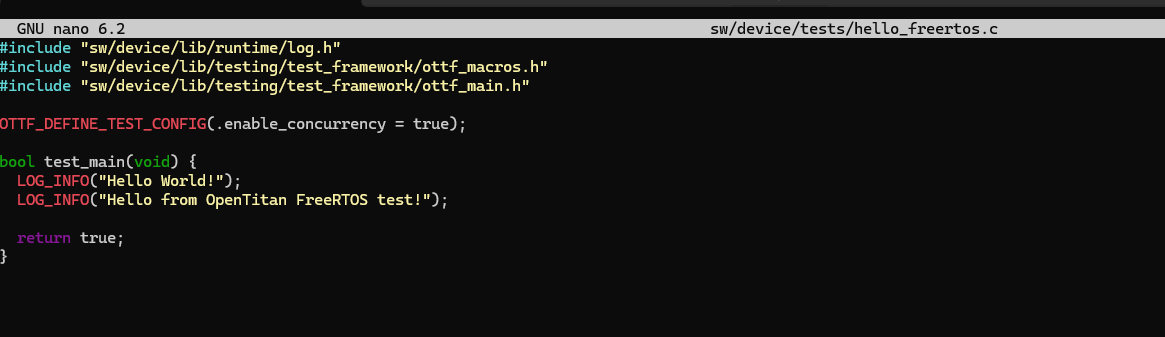 GNU nano 6.2 sw/device/tests/hello_freertos.c
#include "sw/device/lib/runtime/log.h"
#include "sw/device/lib/testing/test_framework/ottf_macros.h"
#include "sw/device/lib/testing/test_framework/ottf_main.h"
OTTF_DEFINE_TEST_CONFIG(.enable_concurrency = true);
bool test_main(void) {
  LOG_INFO("Hello World!");
  LOG_INFO("Hello from OpenTitan FreeRTOS test!");
  return true;
}